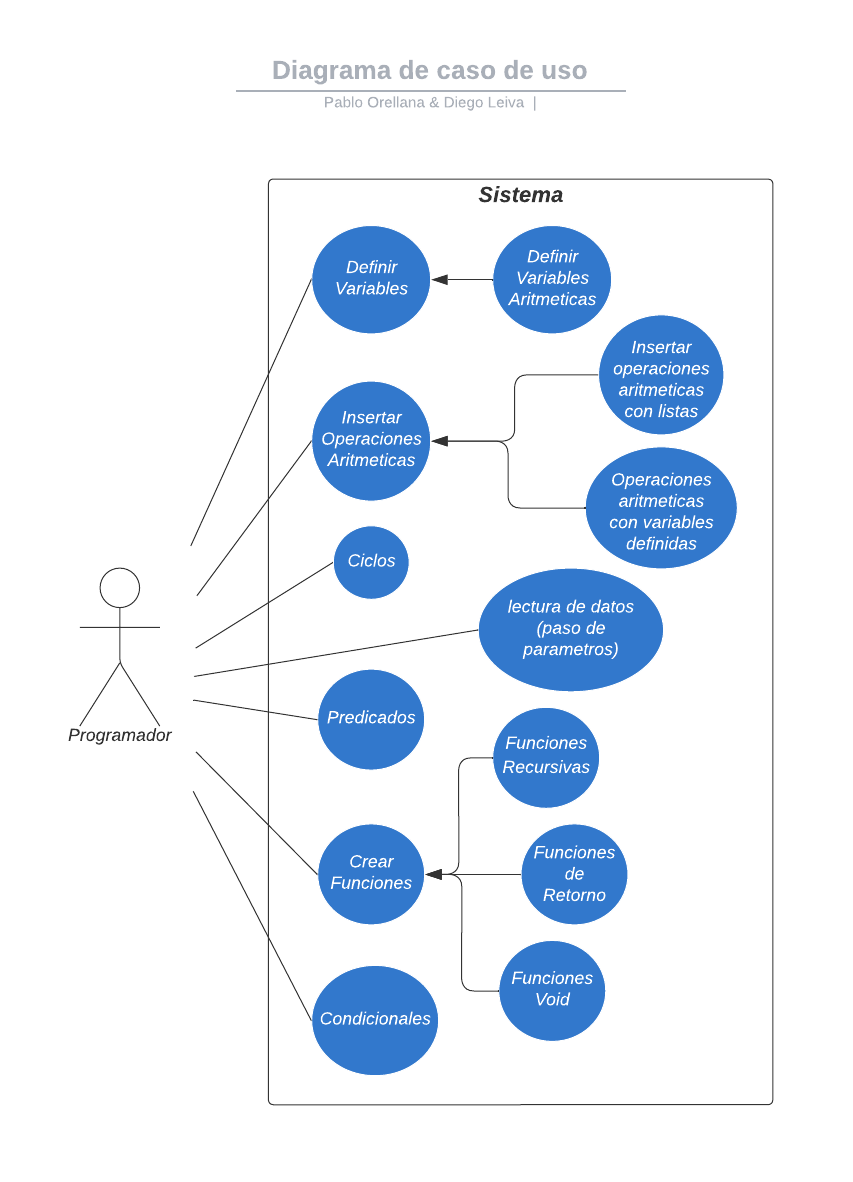 Diagrama de caso de uso
Pablo Orellana & Diego Leiva  |
Sistema
Definir
Variables
Definir
Variables
Aritmeticas
Insertar
operaciones
aritmeticas
con listas
Insertar
Operaciones
Aritmeticas
Operaciones
aritmeticas
con variables
definidas
Ciclos
lectura de datos
(paso de
parametros)
Programador
Predicados
Funciones
Recursivas
Crear
Funciones
Funciones
de
Retorno
Funciones
Void
Condicionales